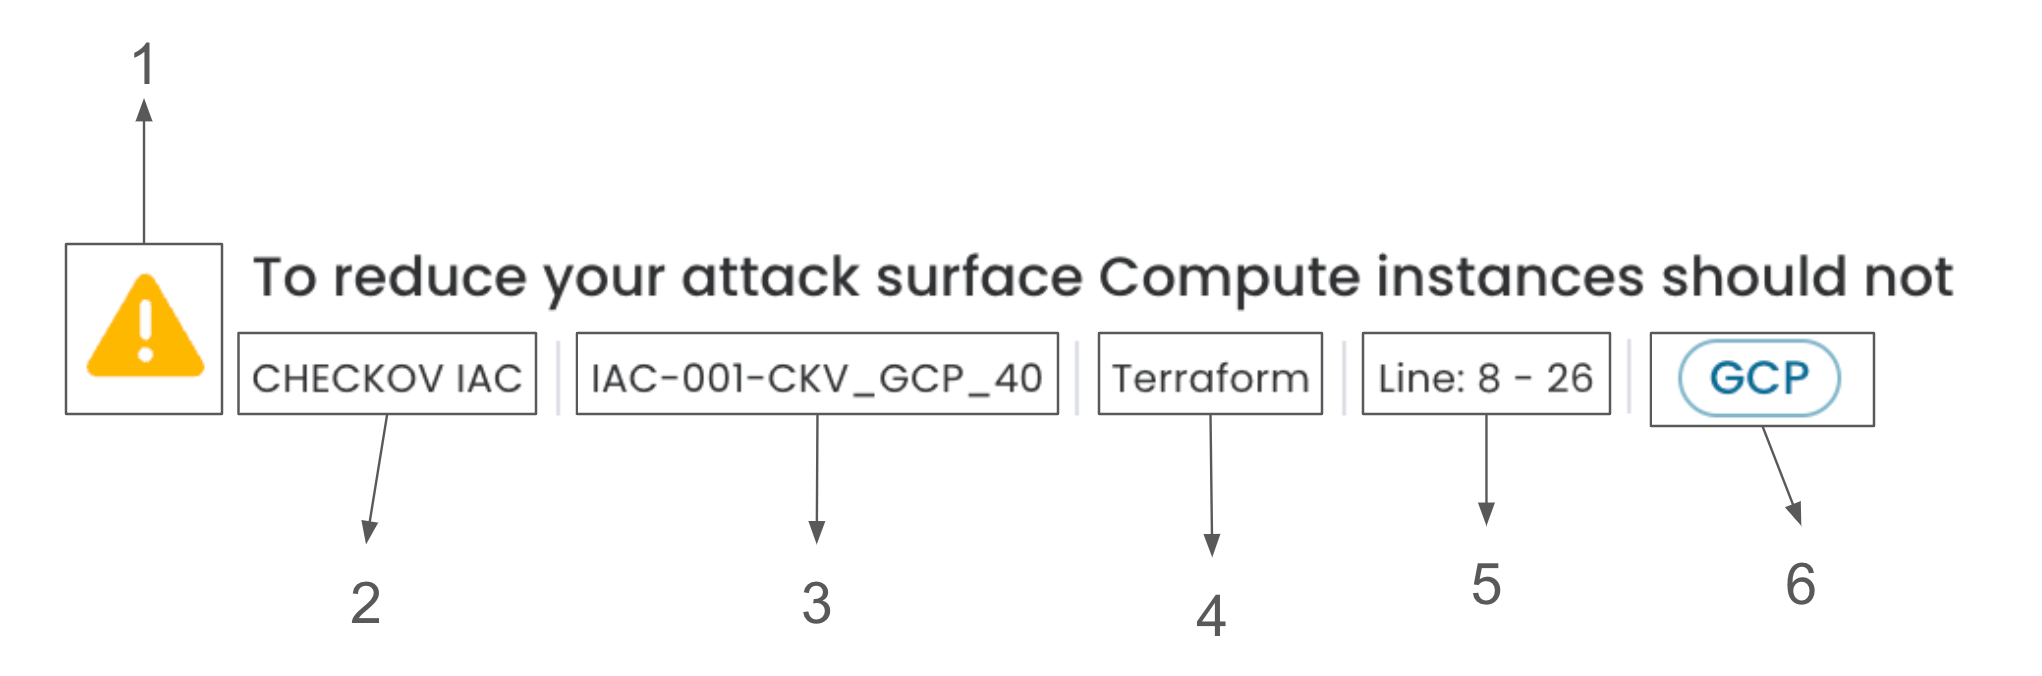 1
To reduce your attack surface Compute instances should not
CHECKOV IAC IAC-001-CKV_GCP_40 Terraform Line: 8 - 26 GCP
2 3 4 5 6